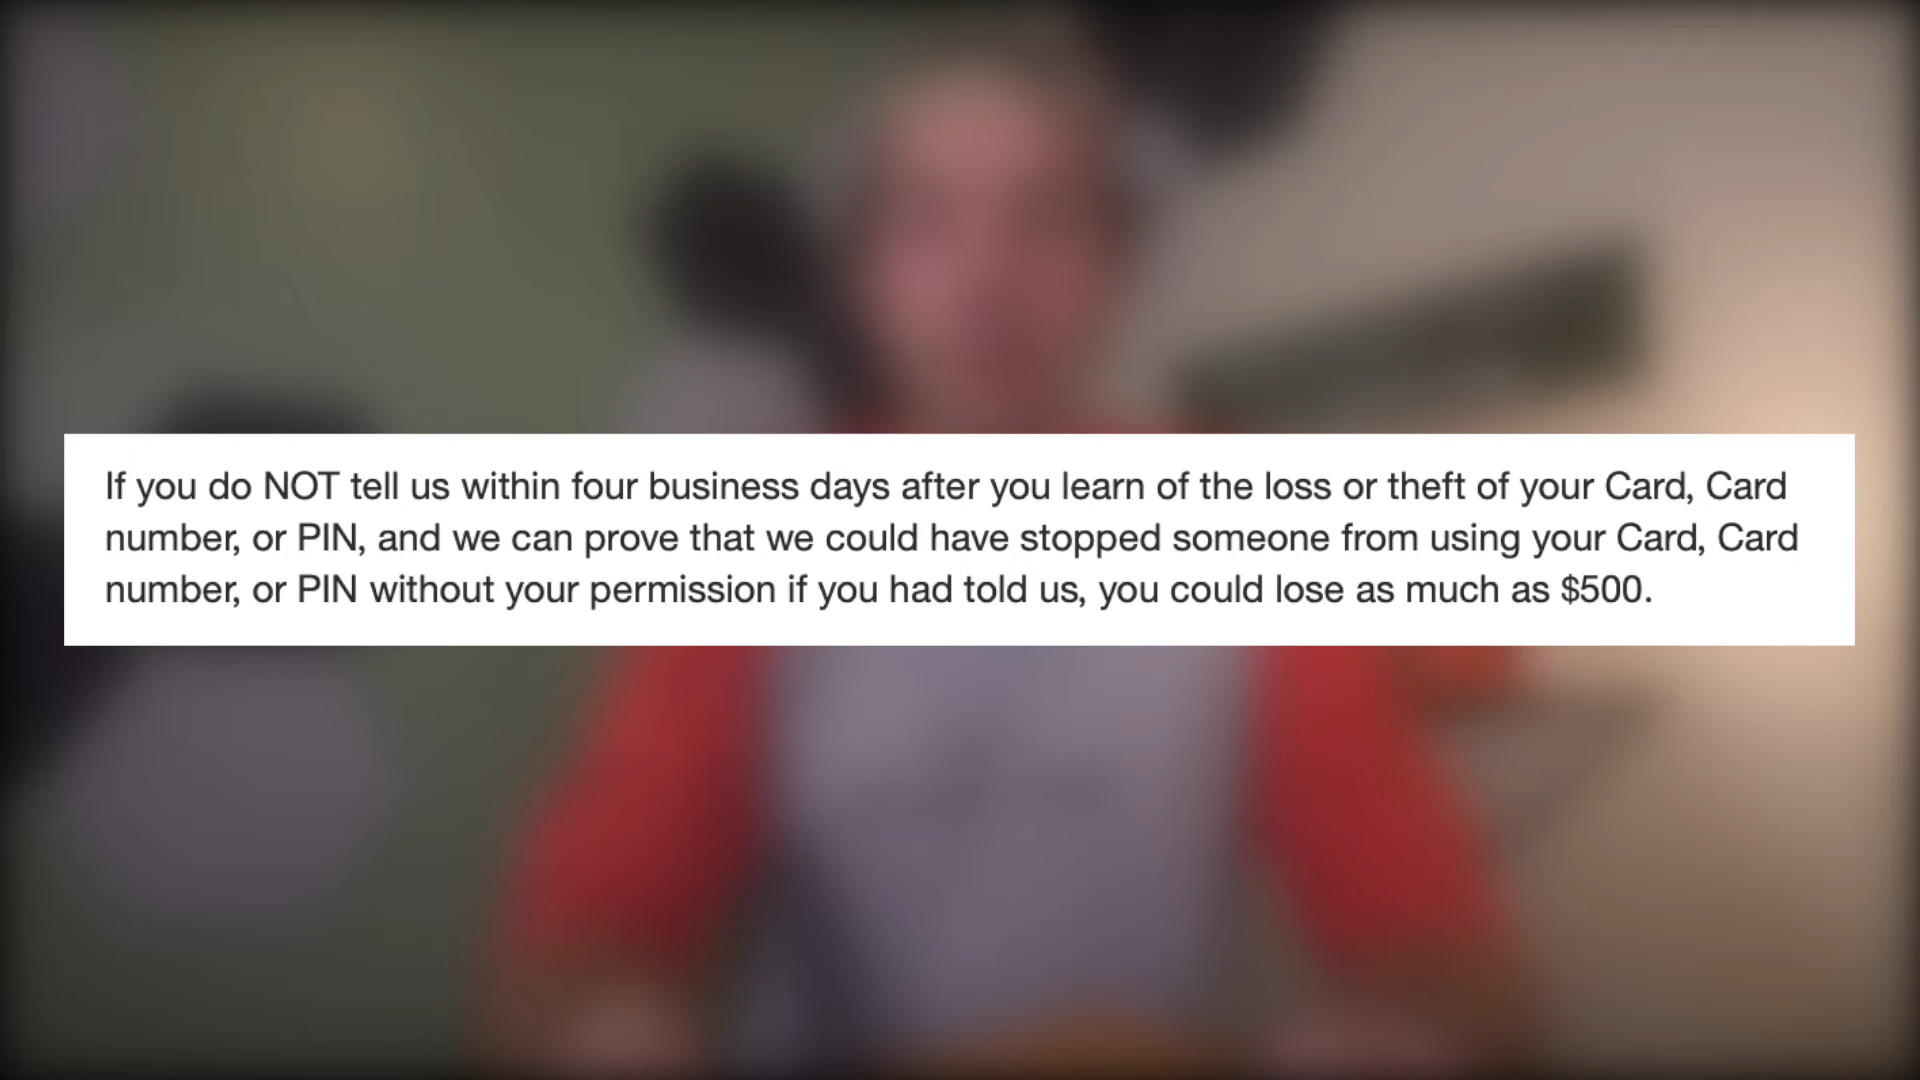 If you do NOT tell us within four business days after you learn of the loss or theft of your Card, Card
number, or PIN, and we can prove that we could have stopped someone from using your Card, Card
number, or PIN without your permission if you had told us, you could lose as much as $500.